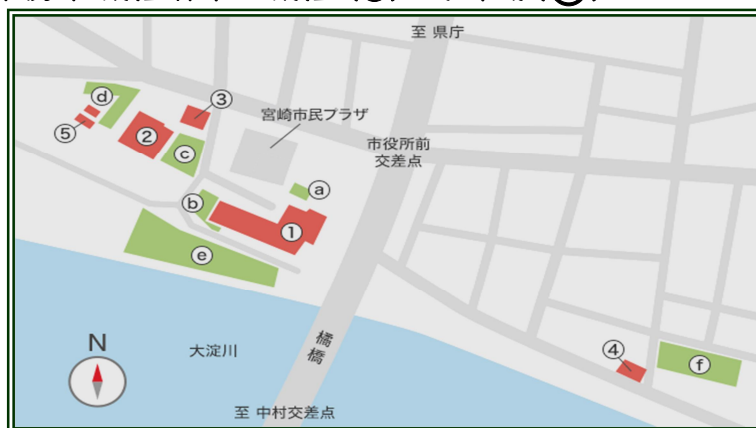 至 県庁
ⓓ
③
宮崎市民プラザ
⑤
②
ⓒ
市役所前
交差点
ⓐ
ⓑ
①
ⓔ
N
大淀川
橘橋
④
ⓕ
至 中村交差点